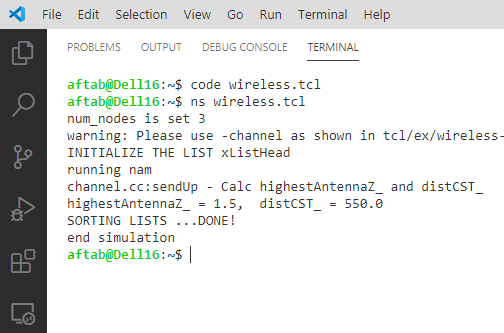 File Edit Selection View Go Run Terminal Help
PROBLEMS OUTPUT DEBUG CONSOLE TERMINAL
aftab@Dell16:~$ code wireless.tcl
aftab@Dell16:~$ ns wireless.tcl
num_nodes is set 3
warning: Please use -channel as shown in tcl/ex/wireless-
INITIALIZE THE LIST xListHead
running nam
channel.cc:sendUp - Calc highestAntennaZ_ and distCST_
highestAntennaZ_ = 1.5,  distCST_ = 550.0
SORTING LISTS ...DONE!
end simulation
aftab@Dell16:~$